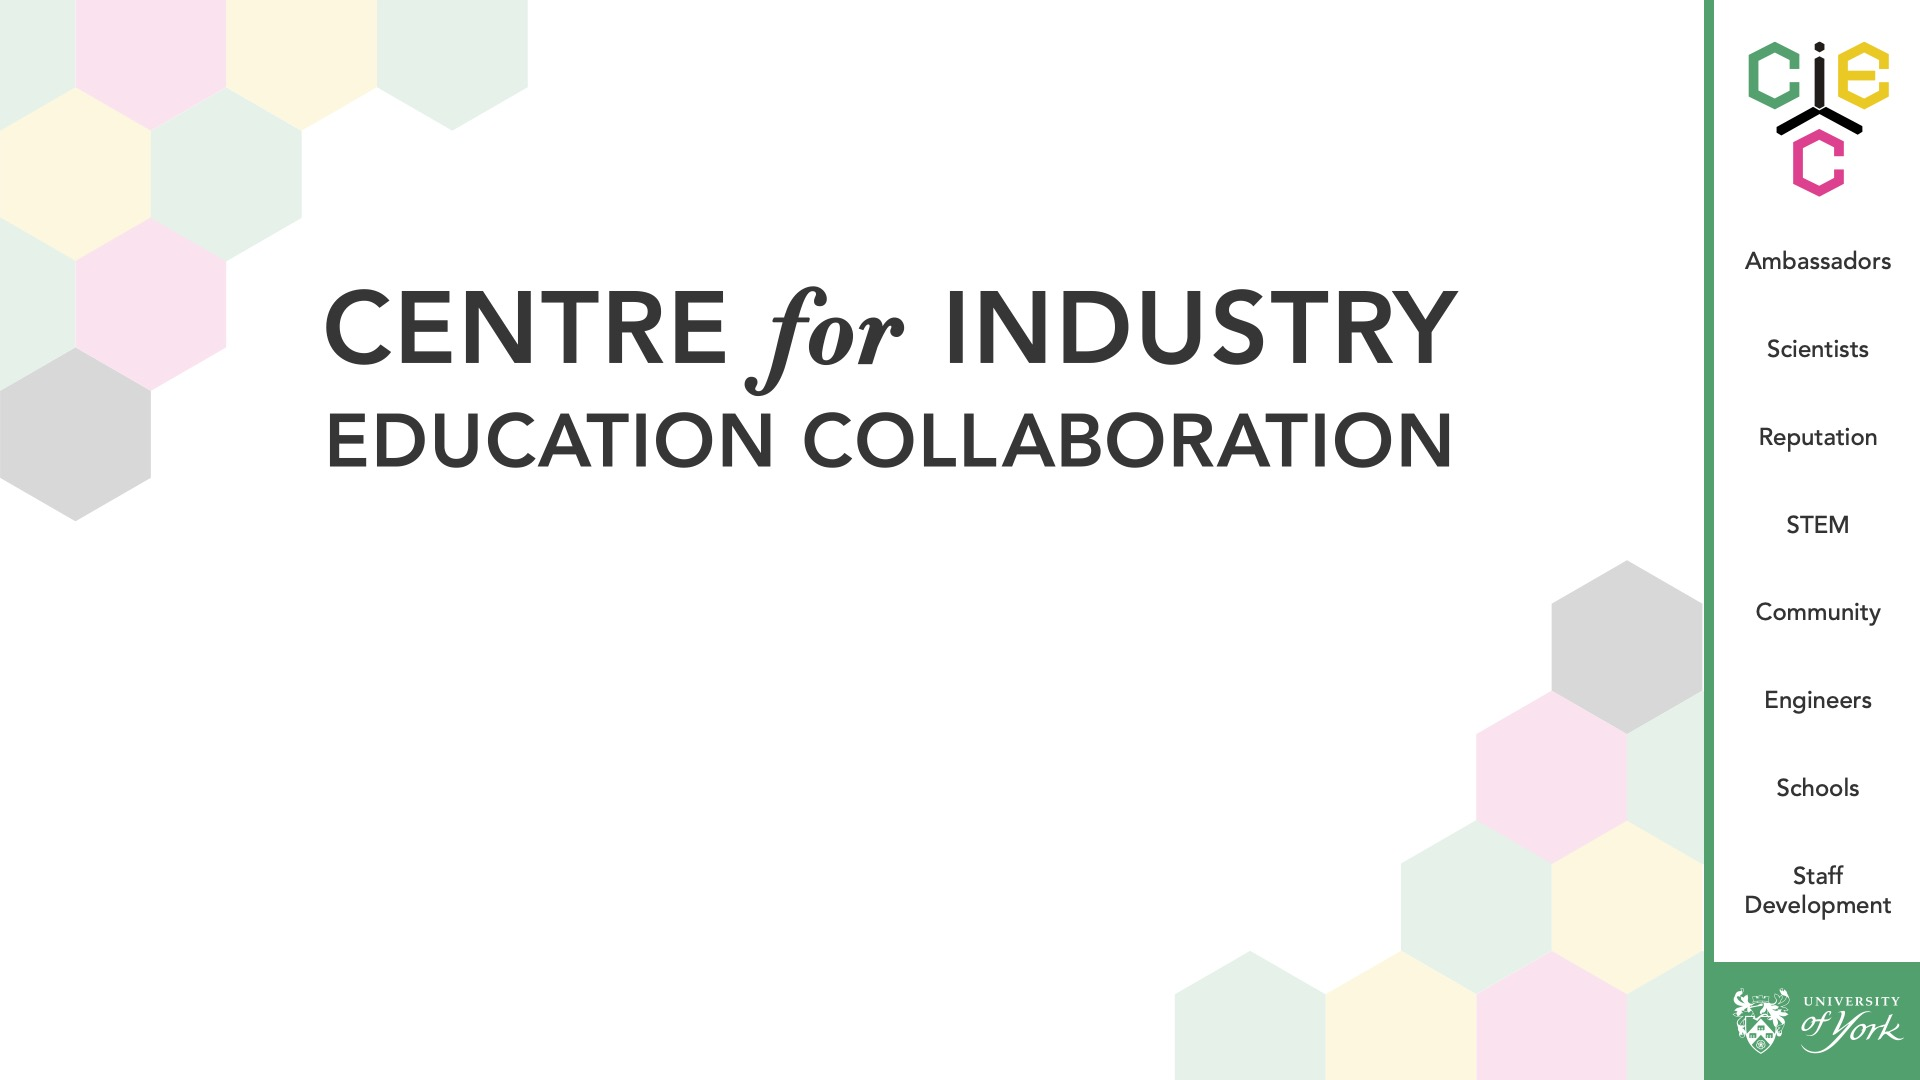 CENTRE for INDUSTRY
EDUCATION COLLABORATION
CiEC
Ambassadors
Scientists
Reputation
STEM
Community
Engineers
Schools
Staff
Development
UNIVERSITY
of York